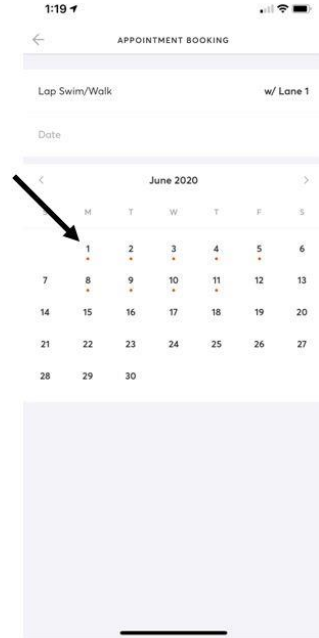 1:19
APPOINTMENT BOOKING
Lap Swim/Walk w/ Lane 1
Date
June 2020
S M T W T F S
1 2 3 4 5 6
7 8 9 10 11 12 13
14 15 16 17 18 19 20
21 22 23 24 25 26 27
28 29 30